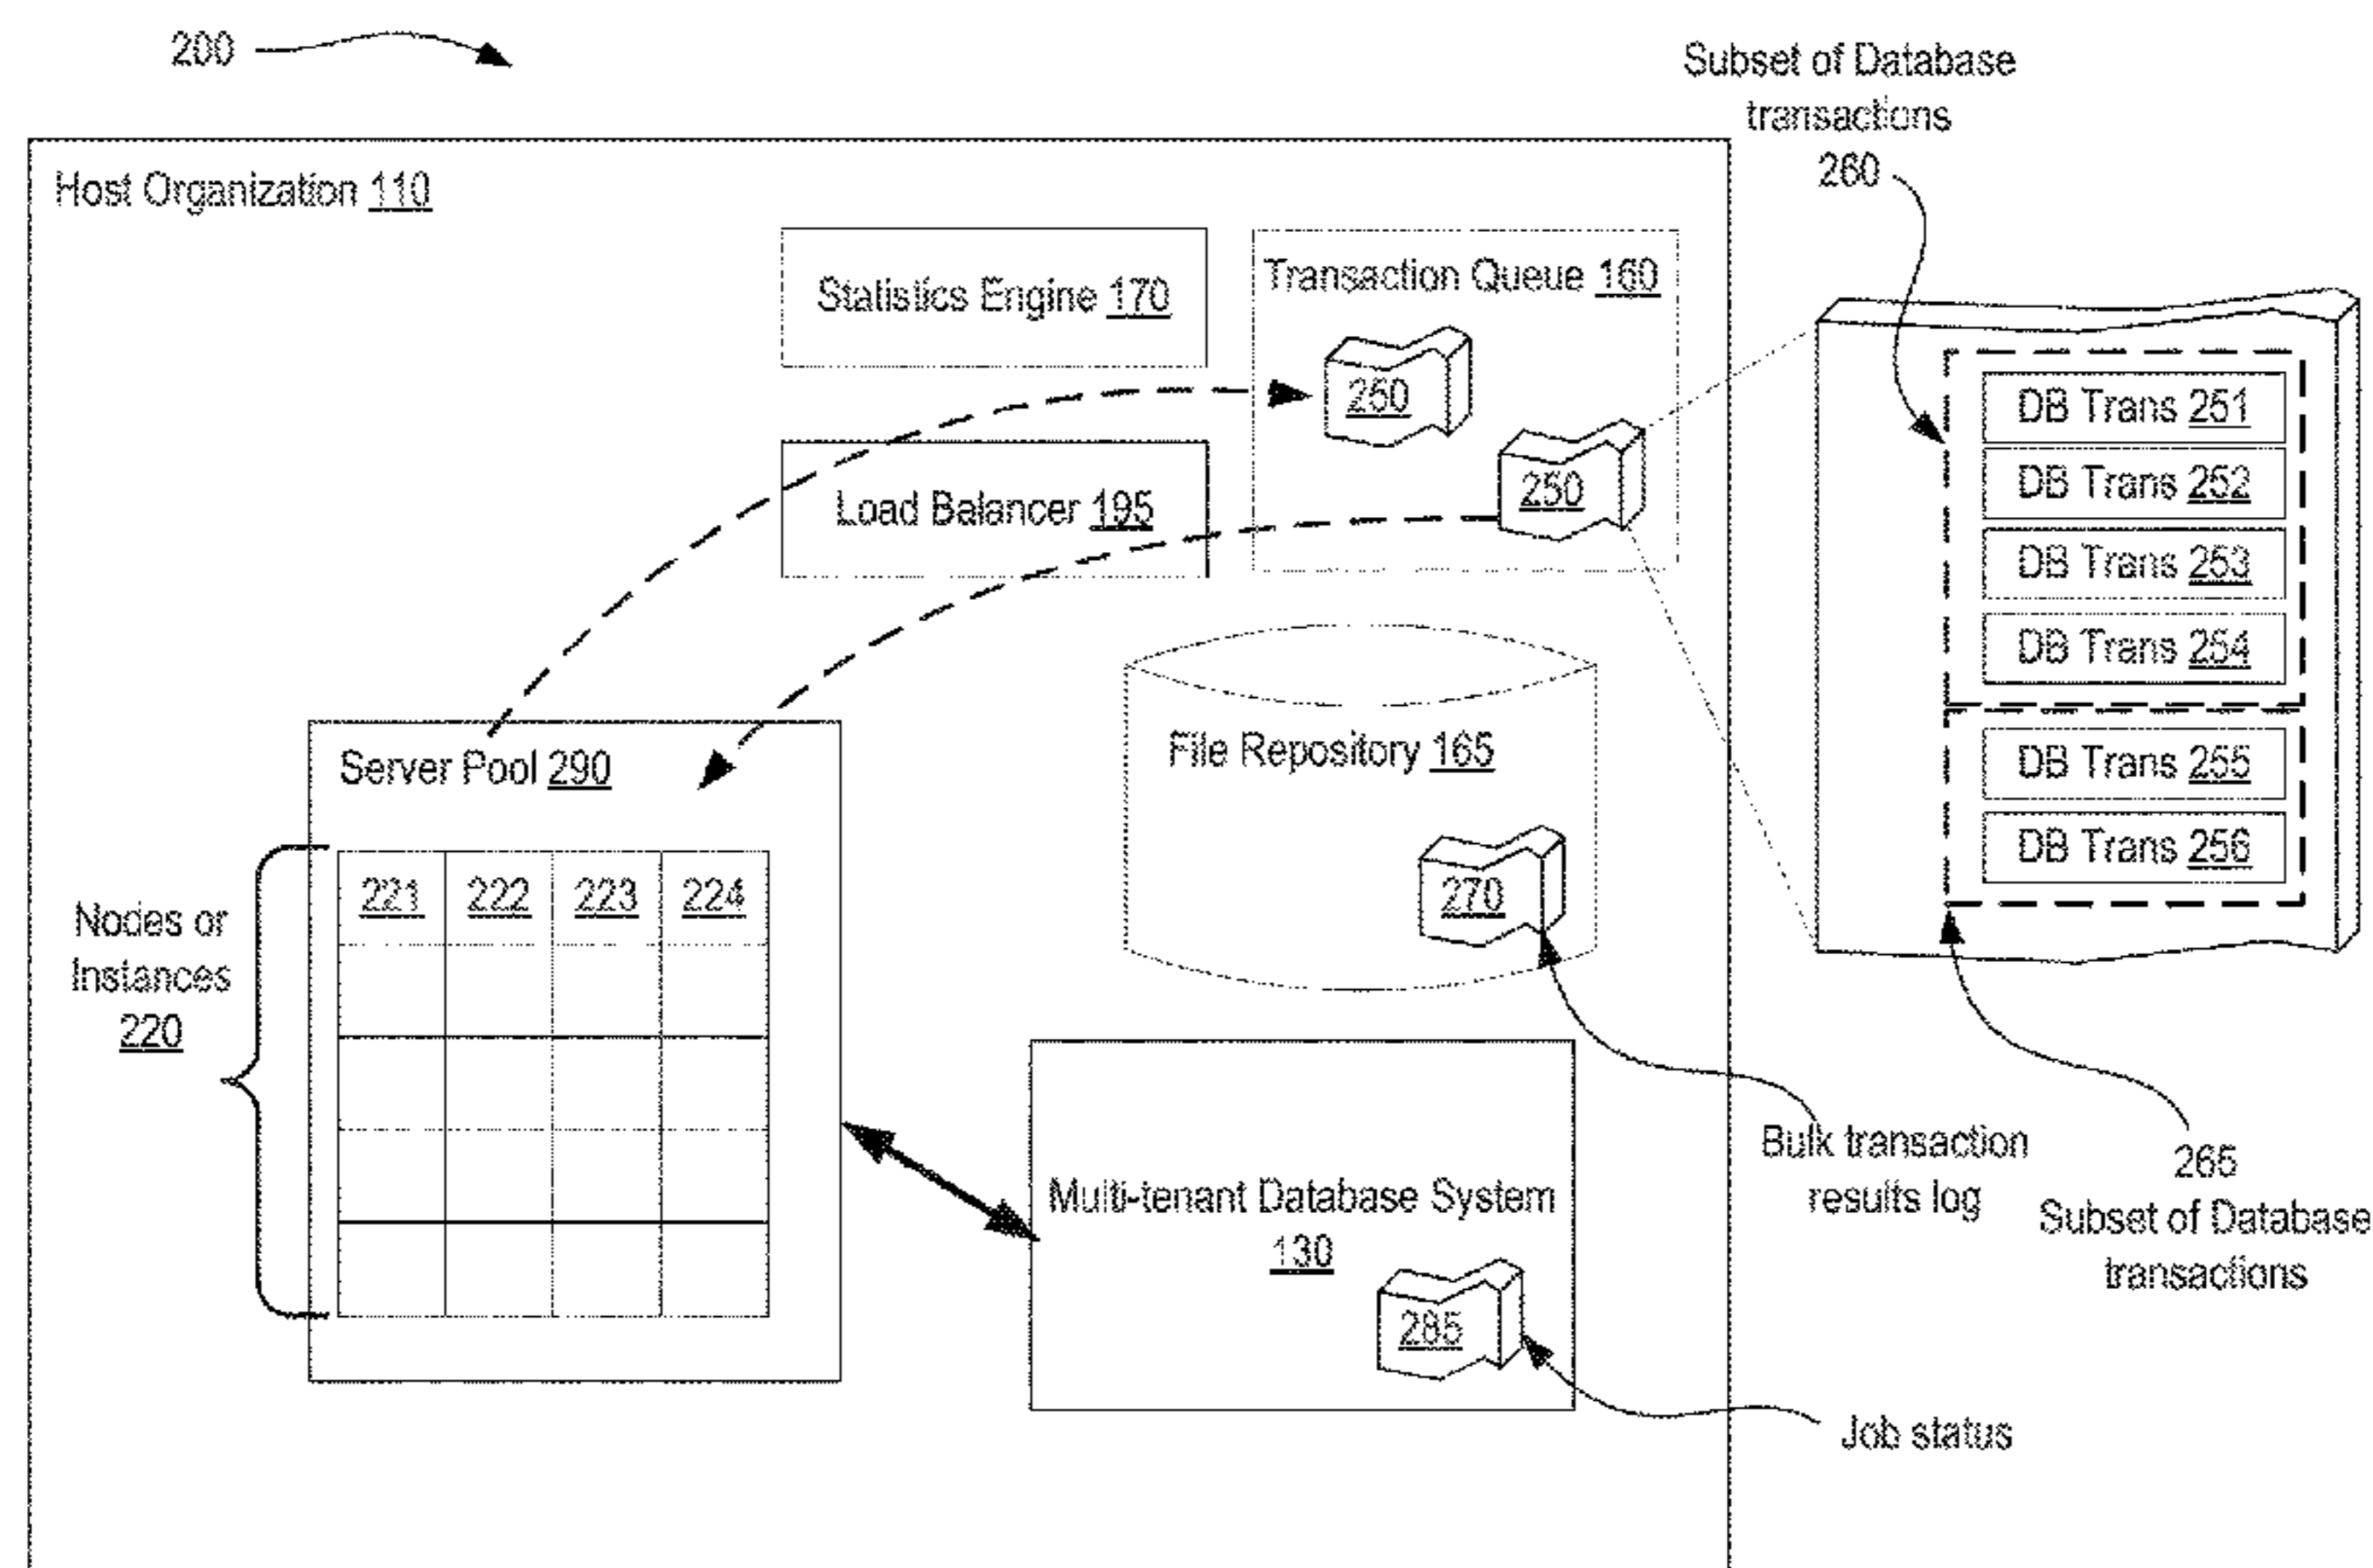 200
Subset of Database
transactions
260
Host Organization 110
Statistics Engine 170
Transaction Queue 160
250
Load Balancer 195
250
DB Trans 251
DB Trans 252
DB Trans 253
DB Trans 254
DB Trans 255
DB Trans 256
Server Pool 290
File Repository 165
221 222 223 224
270
Nodes or
Instances
220
Bulk transaction
results log
265
Subset of Database
transactions
Multi-tenant Database System
130
285
Job status